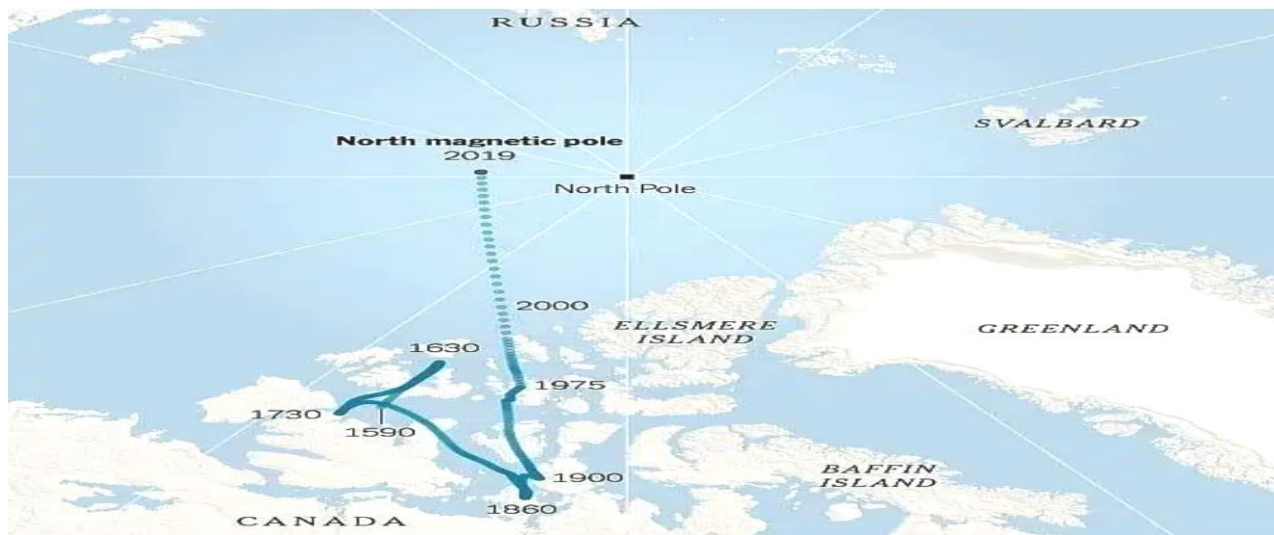 RUSSIA
SVALBARD
North magnetic pole
2019
North Pole
2000
ELLSMERE
ISLAND
GREENLAND
1630
1975
1730
1590
BAFFIN
ISLAND
1900
1860
CANADA